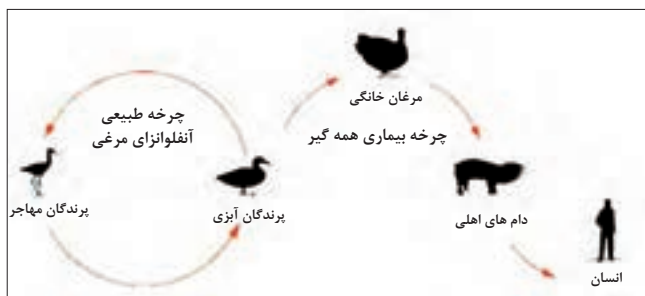 مرغان خانگی
چرخه طبیعی
آنفلوانزای مرغی
چرخه بیماری همه گیر
پرندگان مهاجر
پرندگان آبزی
دام های اهلی
انسان